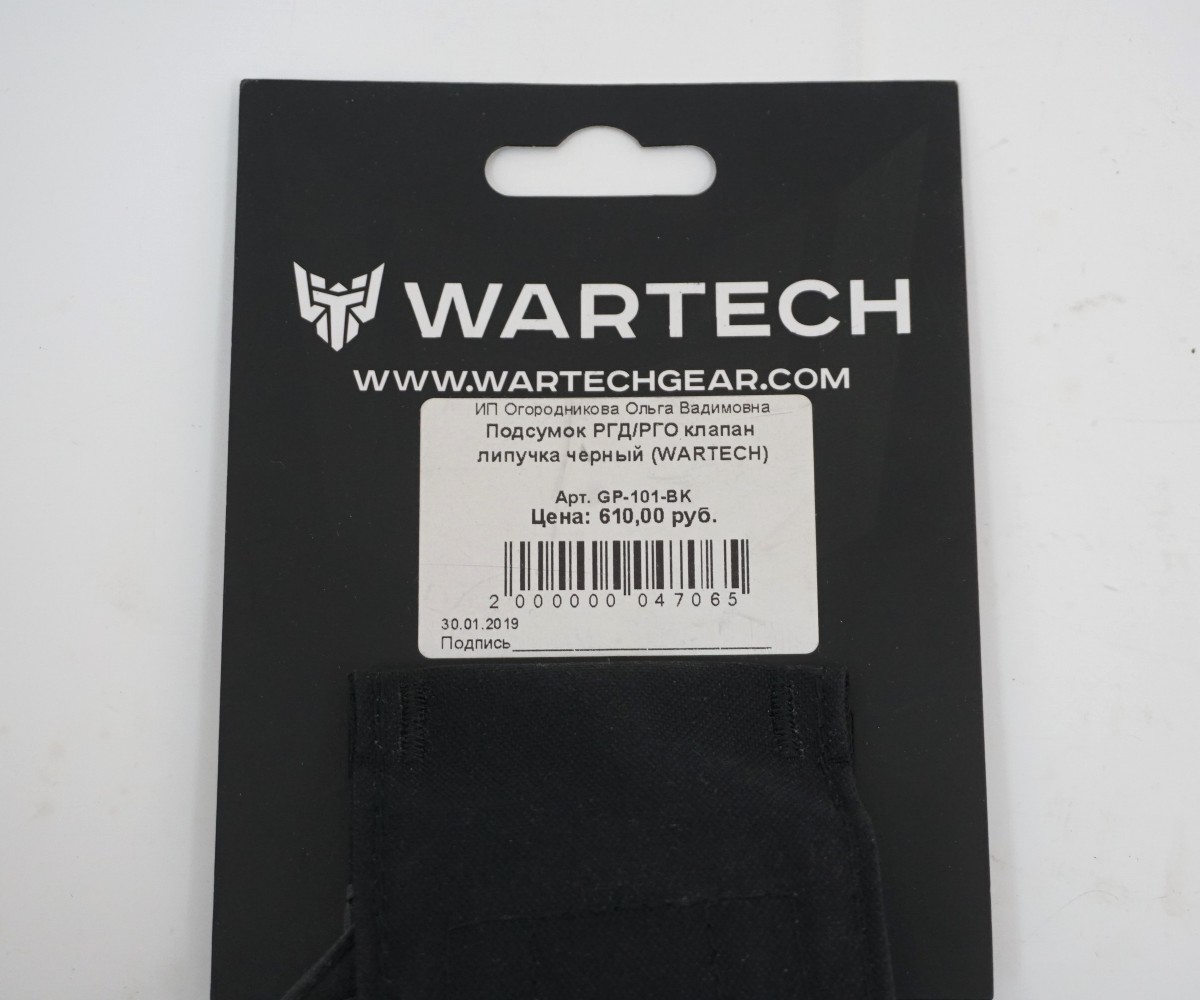 WARTECH
WWW.WARTECHGEAR.COM
ИП Огородникова Ольга Вадимовна
Подсумок РГД/РГО клапан
липучка черный (WARTECH)
Арт. GP-101-BK
Цена: 610,00 руб.
2 000000 047065
30.01.2019
Подпись